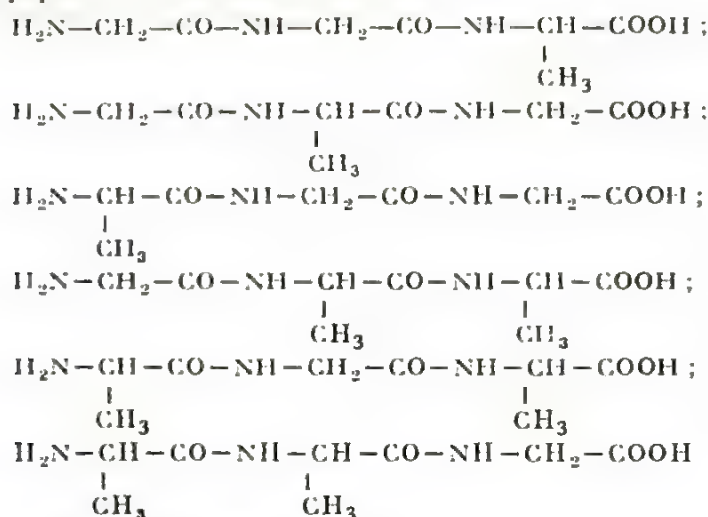 H₂N—CH₂—CO—NH—CH₂—CO—NH—CH—COOH ;
|
CH₃
H₂N—CH₂—CO—NH—CH—CO—NH—CH₂—COOH ;
|
CH₃
H₂N—CH—CO—NH—CH₂—CO—NH—CH₂—COOH ;
|
CH₃
H₂N—CH₂—CO—NH—CH—CO—NH—CH—COOH ;
| |
CH₃ CH₃
H₂N—CH—CO—NH—CH₂—CO—NH—CH—COOH ;
| |
CH₃ CH₃
H₂N—CH—CO—NH—CH—CO—NH—CH₂—COOH
| |
CH₃ CH₃